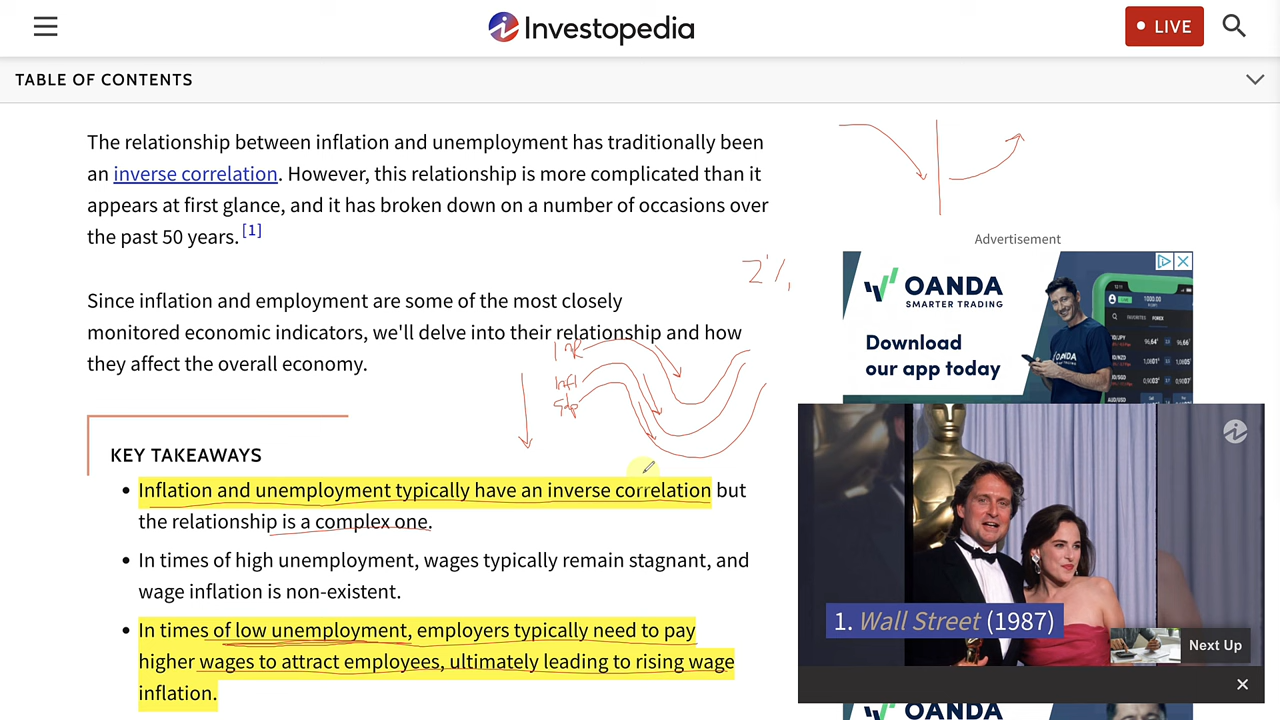 Investopedia
LIVE
TABLE OF CONTENTS
The relationship between inflation and unemployment has traditionally been
an inverse correlation. However, this relationship is more complicated than it
appears at first glance, and it has broken down on a number of occasions over
the past 50 years. [1]
Since inflation and employment are some of the most closely
monitored economic indicators, we'll delve into their relationship and how
they affect the overall economy.
2%
Infl
Gdp
KEY TAKEAWAYS
• Inflation and unemployment typically have an inverse correlation but
the relationship is a complex one.
• In times of high unemployment, wages typically remain stagnant, and
wage inflation is non-existent.
• In times of low unemployment, employers typically need to pay
higher wages to attract employees, ultimately leading to rising wage
inflation.
Advertisement
OANDA
SMARTER TRADING
Download
our app today
1. Wall Street (1987)
Next Up
OANDA